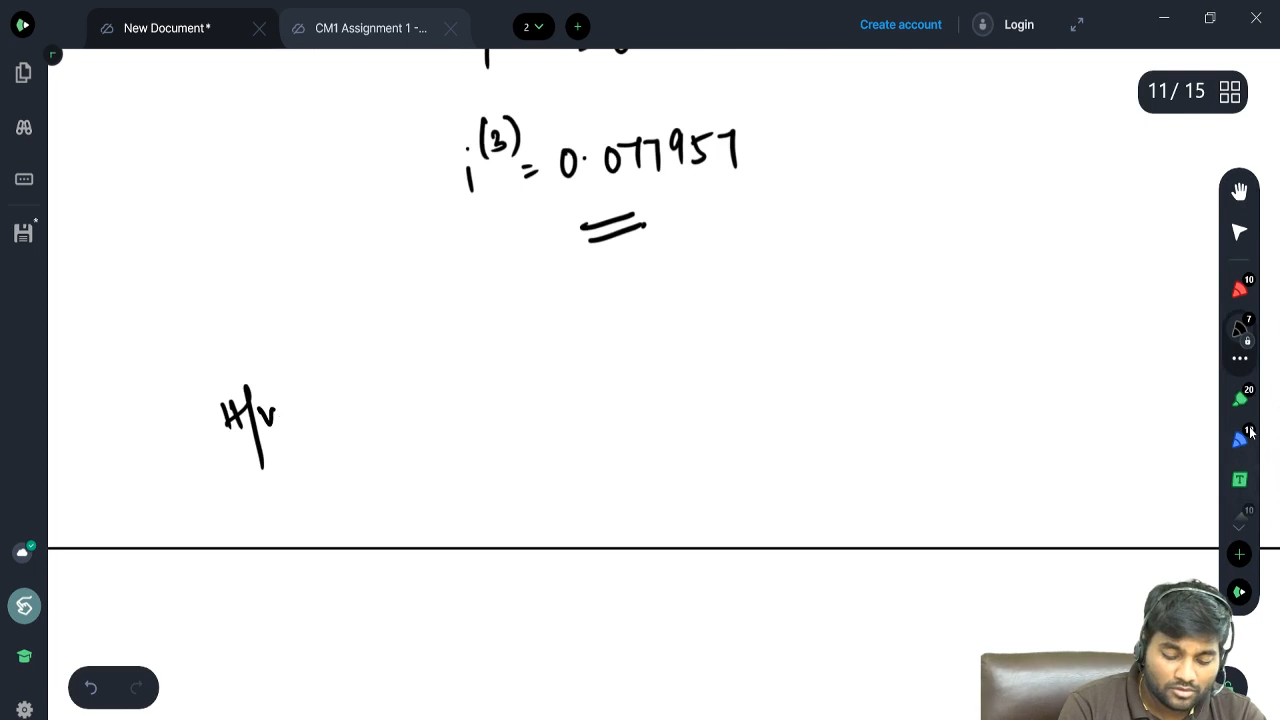 New Document*
CM1 Assignment 1 -...
2
Create account
Login
11/ 15
i(3) = 0.077957
10
7
20
T
10
H/